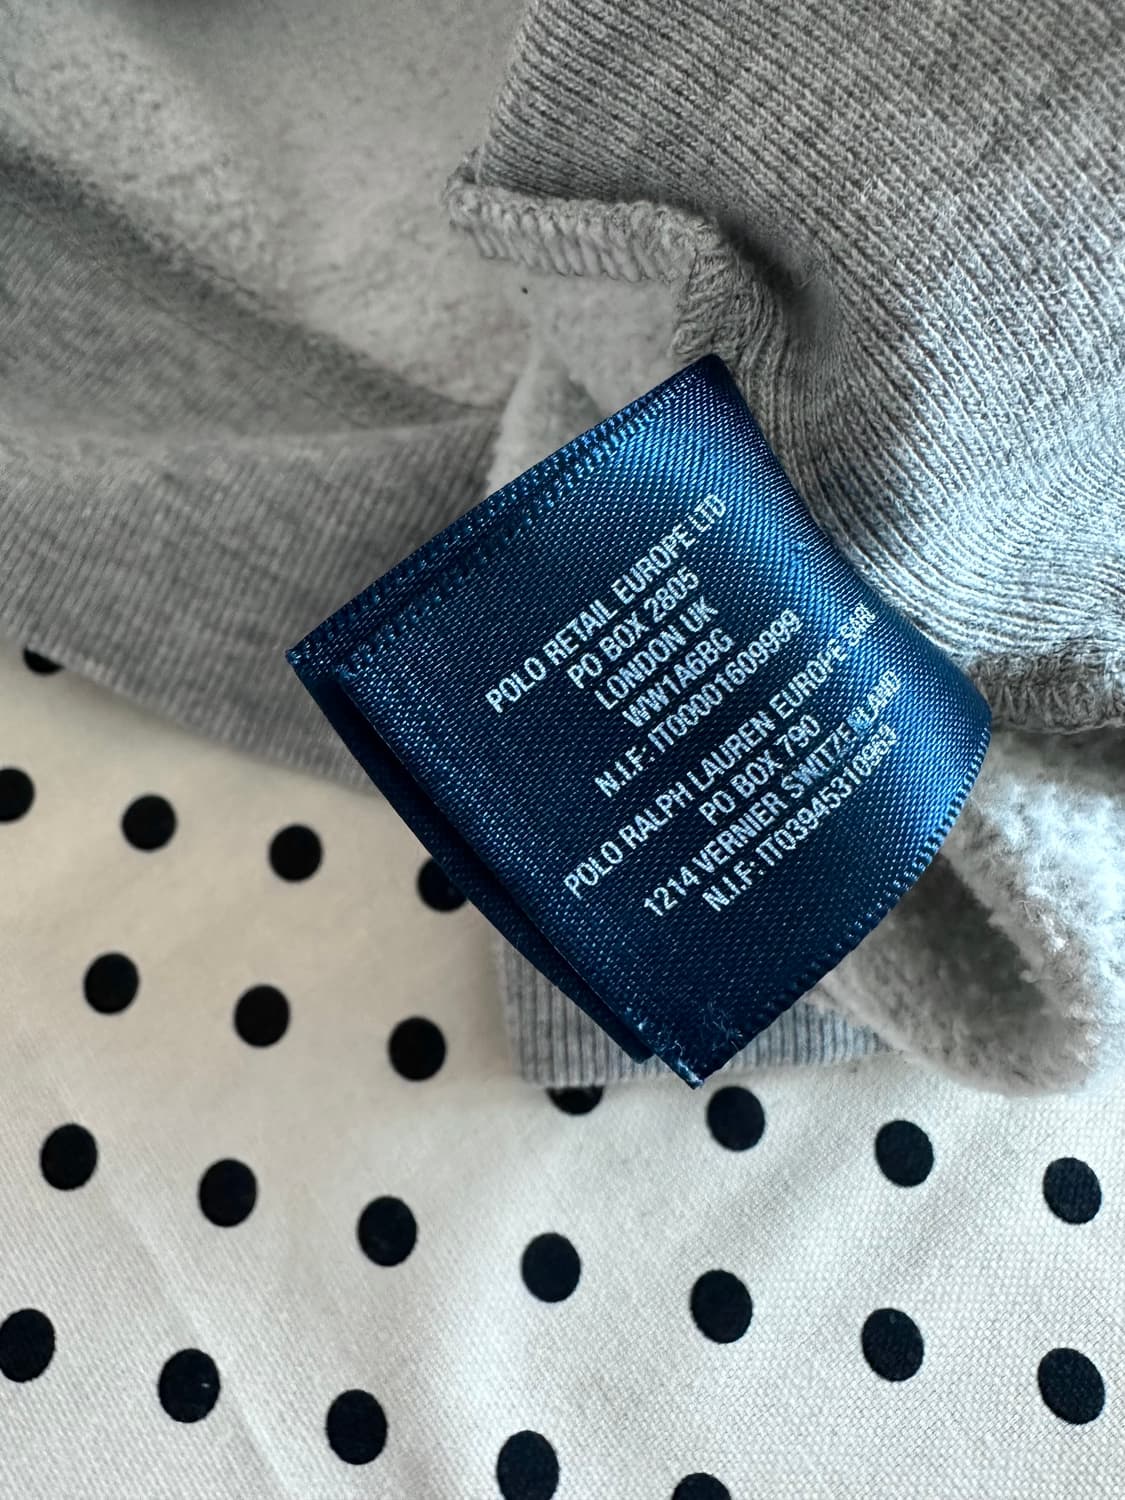 POLO RETAIL EUROPE LTD
PO BOX 2805
LONDON UK
WW1A6BG
N.I.F: IT00001609999
POLO RALPH LAUREN EUROPE SARL
PO BOX 790
1214 VERNIER SWITZERLAND
N.I.F: IT03945310963